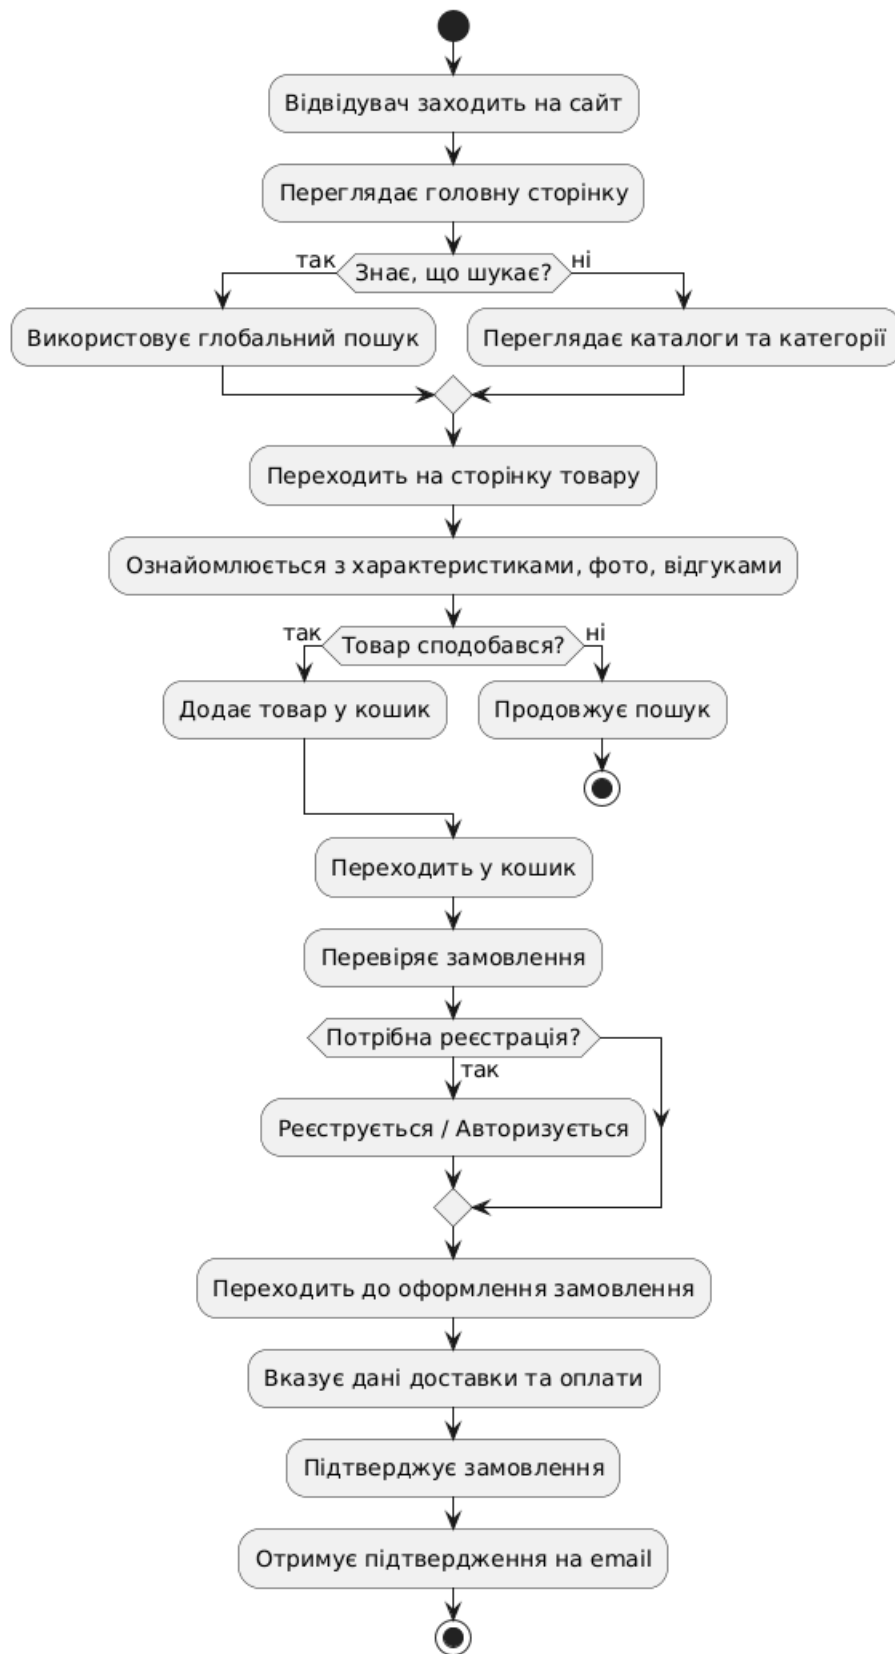 Відвідувач заходить на сайт
Переглядає головну сторінку
так
Знає, що шукає?
ні
Використовує глобальний пошук
Переглядає каталоги та категорії
Переходить на сторінку товару
Ознайомлюється з характеристиками, фото, відгуками
так
Товар сподобався?
ні
Додає товар у кошик
Продовжує пошук
Переходить у кошик
Перевіряє замовлення
Потрібна реєстрація?
так
Реєструється / Авторизується
Переходить до оформлення замовлення
Вказує дані доставки та оплати
Підтверджує замовлення
Отримує підтвердження на email